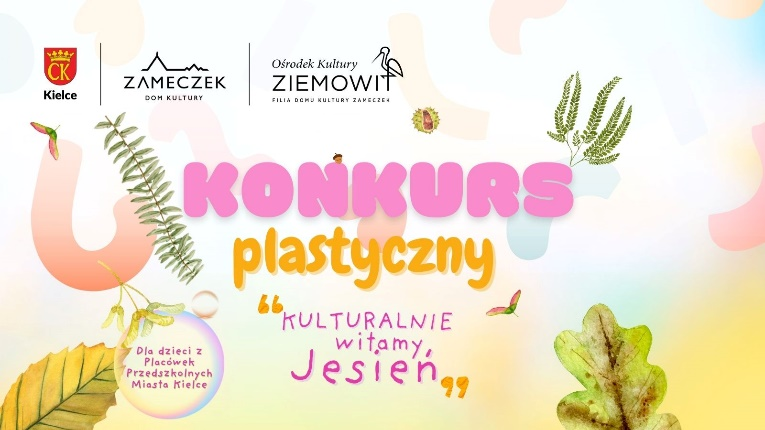 CK
Kielce
ZAMECZEK
DOM KULTURY
Ośrodek Kultury
ZIEMOWIT
FILIA DOMU KULTURY ZAMECZEK
KONKURS
plastyczny
“KULTURALNIE
witamy
Jesień”
Dla dzieci z
Placówek
Przedszkolnych
Miasta Kielce